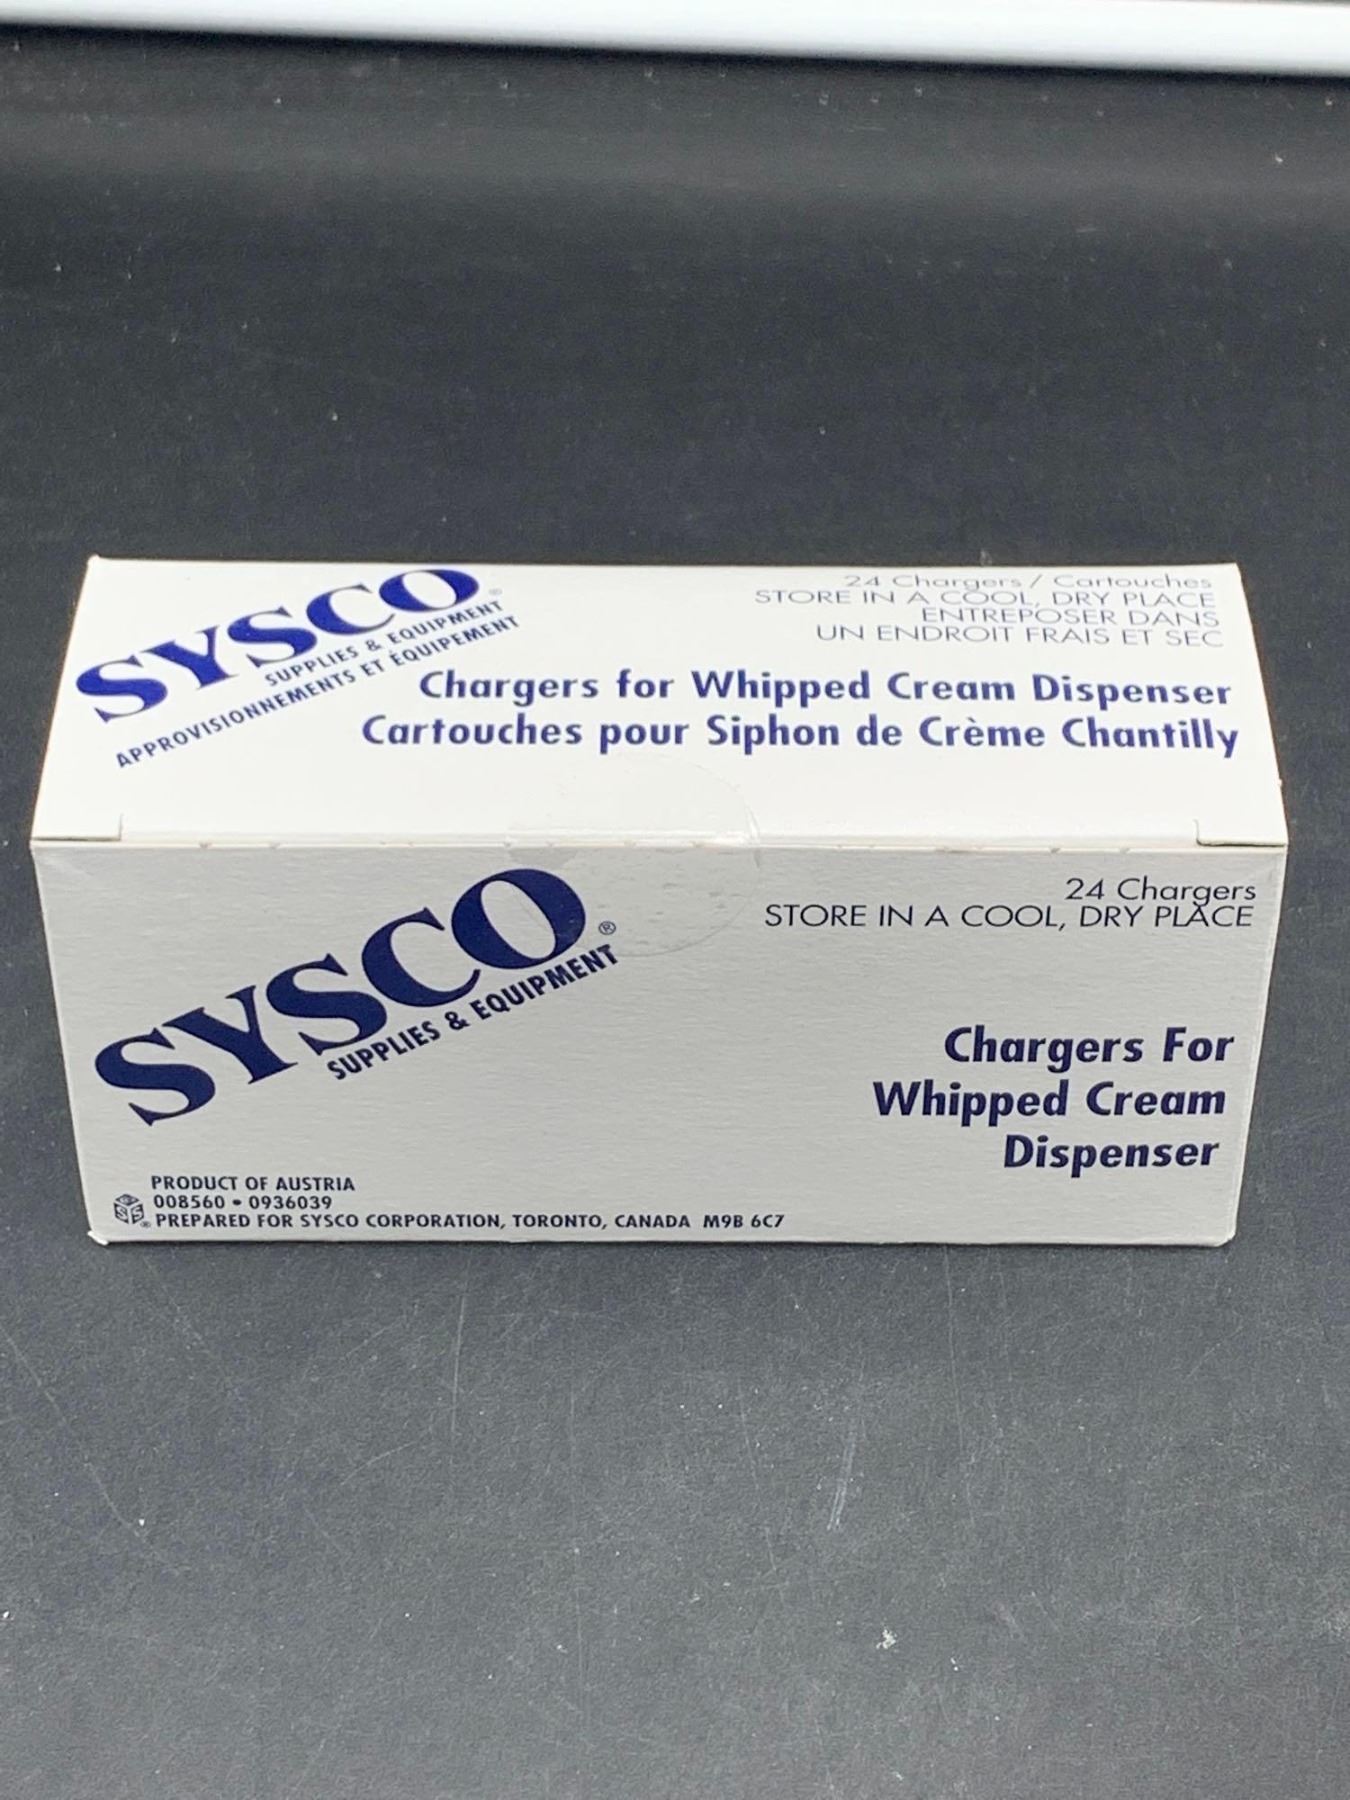 SYSCO®
SUPPLIES & EQUIPMENT
APPROVISIONNEMENTS ET ÉQUIPEMENT
24 Chargers / Cartouches
STORE IN A COOL, DRY PLACE
ENTREPOSER DANS
UN ENDROIT FRAIS ET SEC
Chargers for Whipped Cream Dispenser
Cartouches pour Siphon de Crème Chantilly
SYSCO®
SUPPLIES & EQUIPMENT
24 Chargers
STORE IN A COOL, DRY PLACE
Chargers For
Whipped Cream
Dispenser
PRODUCT OF AUSTRIA
008560 • 0936039
PREPARED FOR SYSCO CORPORATION, TORONTO, CANADA M9B 6C7